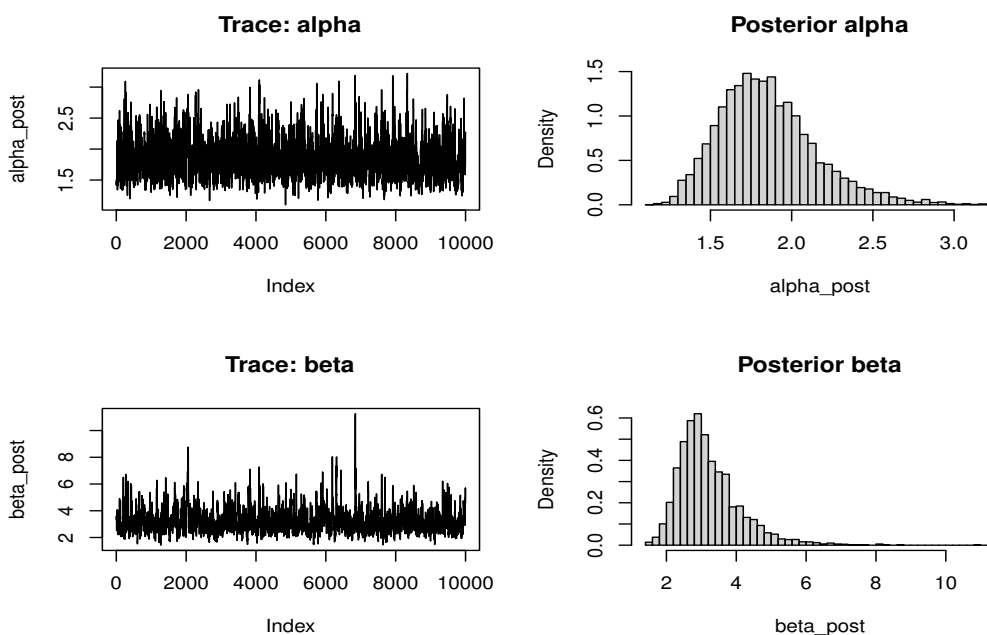 Trace: alpha
alpha_post
1.5 2.5
0 2000 4000 6000 8000 10000
Index
Posterior alpha
Density
0.0 0.5 1.0 1.5
1.5 2.0 2.5 3.0
alpha_post
Trace: beta
beta_post
2 4 6 8
0 2000 4000 6000 8000 10000
Index
Posterior beta
Density
0.0 0.2 0.4 0.6
2 4 6 8 10
beta_post